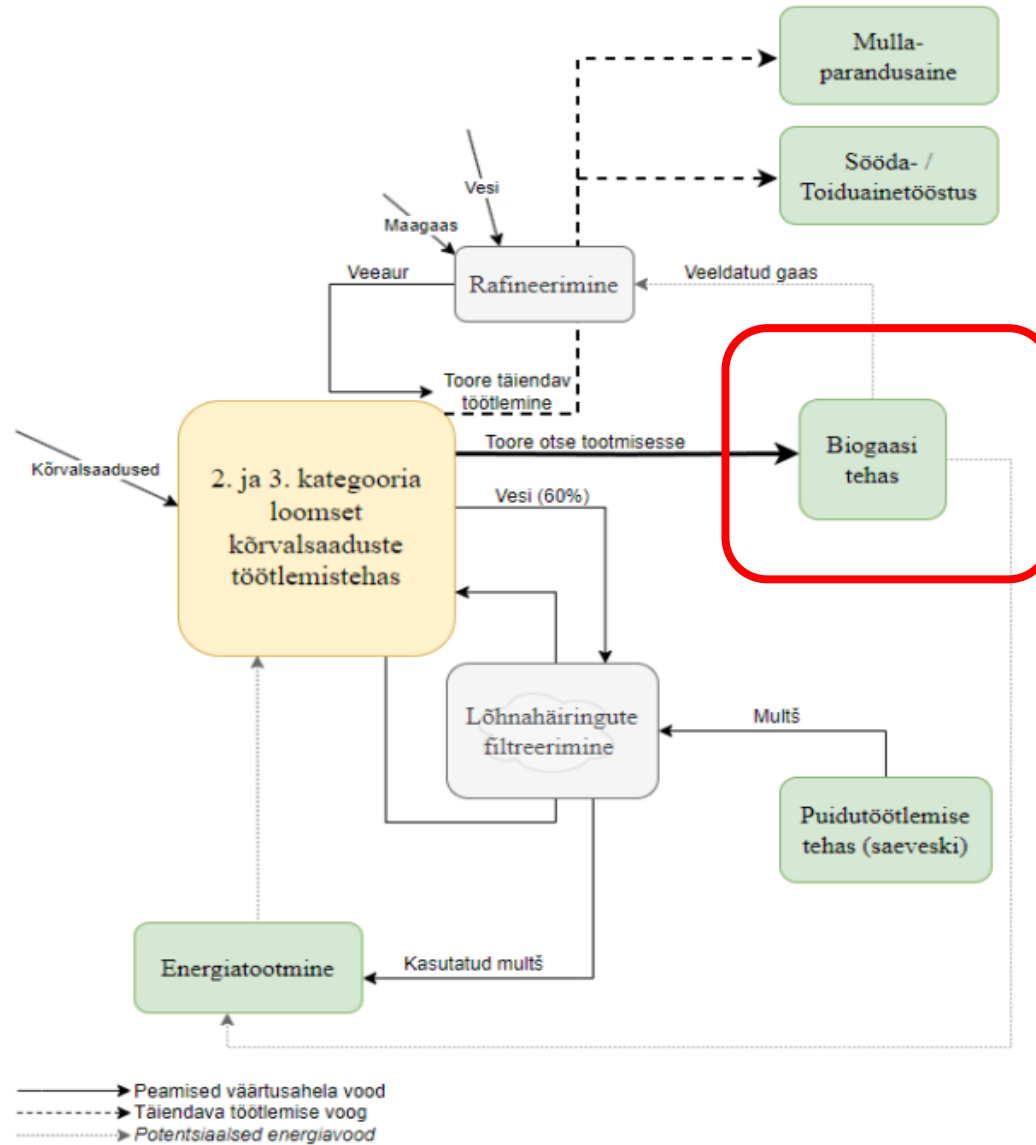 Mulla-
parandusaine
Sööda- /
Toiduainetööstus
Vesi
Maagaas
Veeaur
Rafineerimine
Veeldatud gaas
Toore täiendav
töötlemine
Kõrvalsaadused
2. ja 3. kategooria
loomset
kõrvalsaaduste
töötlemistehas
Toore otse tootmisesse
Biogaasi
tehas
Vesi (60%)
Lõhnahäiringute
filtreerimine
Multš
Puidutöötlemise
tehas (saeveski)
Energiatootmine
Kasutatud multš
Peamised väärtusahela vood
Täiendava töötlemise voog
Potentsiaalsed energiavood